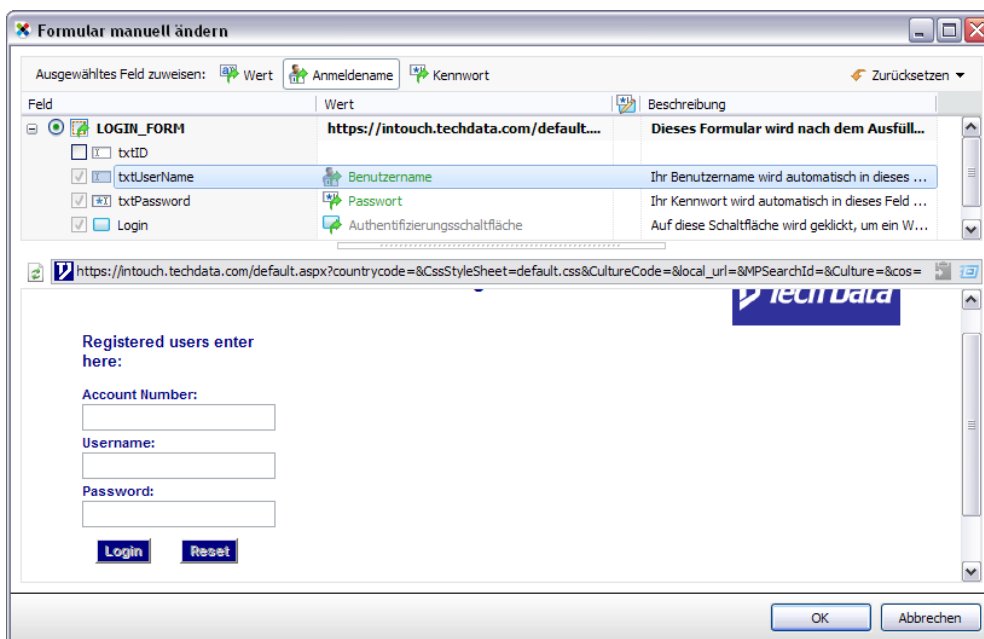 Formular manuell ändern
Ausgewähltes Feld zuweisen: Wert Anmeldename Kennwort Zurücksetzen
Feld Wert Beschreibung
LOGIN_FORM https://intouch.techdata.com/default.... Dieses Formular wird nach dem Ausfüll...
txtID
txtUserName Benutzername Ihr Benutzername wird automatisch in dieses ...
txtPassword Passwort Ihr Kennwort wird automatisch in dieses Feld ...
Login Authentifizierungsschaltfläche Auf diese Schaltfläche wird geklickt, um ein W...
https://intouch.techdata.com/default.aspx?countrycode=&CssStyleSheet=default.css&CultureCode=&local_url=&MPSearchId=&Culture=&cos=
Tech Data
Registered users enter
here:
Account Number:
Username:
Password:
Login Reset
OK Abbrechen